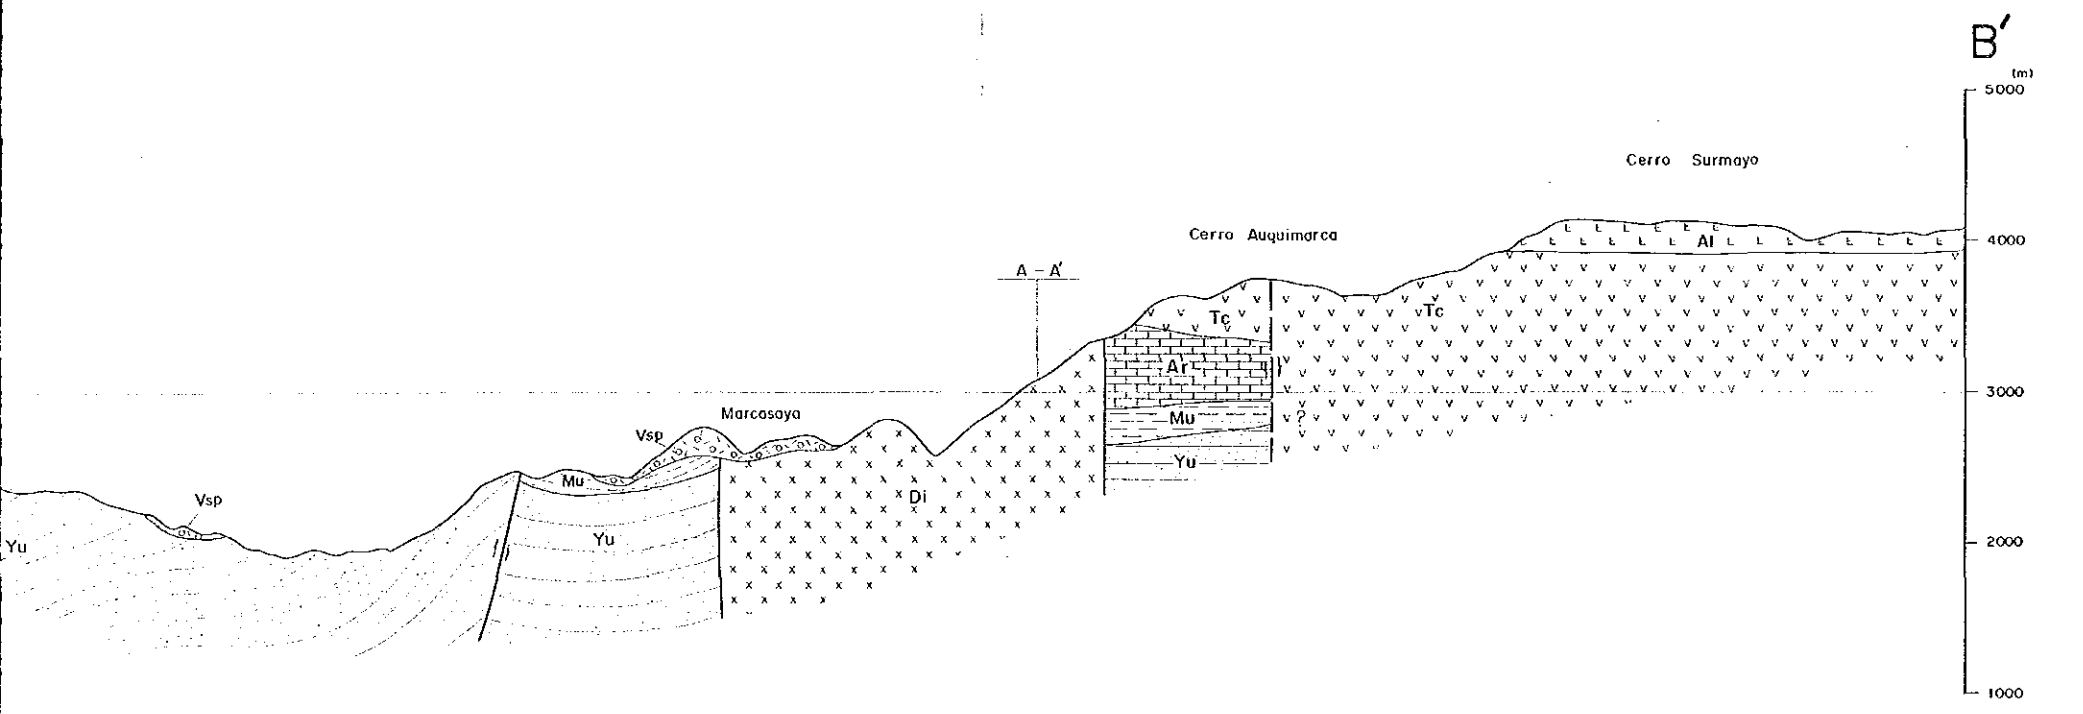 B′
(m)
5000
Cerro Surmayo
Cerro Auquimarca
4000
Al
A - A′
Tc
Tc
Ar
3000
Marcasaya
Mu
?
Vsp
Yu
Mu
Di
Vsp
Yu
Yu
2000
1000